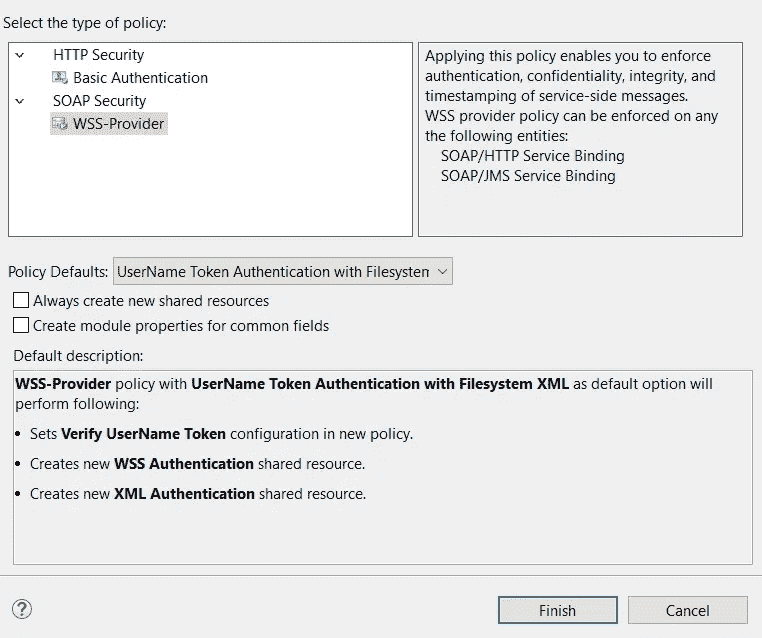 Select the type of policy:
HTTP Security
Basic Authentication
SOAP Security
WSS-Provider
Applying this policy enables you to enforce
authentication, confidentiality, integrity, and
timestamping of service-side messages.
WSS provider policy can be enforced on any
the following entities:
SOAP/HTTP Service Binding
SOAP/JMS Service Binding
Policy Defaults: UserName Token Authentication with Filesystem
Always create new shared resources
Create module properties for common fields
Default description:
WSS-Provider policy with UserName Token Authentication with Filesystem XML as default option will
perform following:
• Sets Verify UserName Token configuration in new policy.
• Creates new WSS Authentication shared resource.
• Creates new XML Authentication shared resource.
?
Finish
Cancel